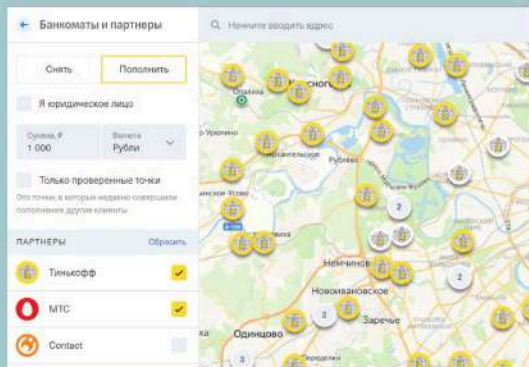 Банкоматы и партнеры
Начните вводить адрес
Снять
Пополнить
Я юридическое лицо
Сумма, ₽
Валюта
1 000
Рубли
Только проверенные точки
Это точки, в которых недавно совершали
пополнение другие клиенты
ПАРТНЕРЫ
Сбросить
Тинькофф
МТС
Contact
Опалиха
Архангельское
Рублево
2
2
Немчинов
Новоивановское
2
Заречье
Одинцово
3